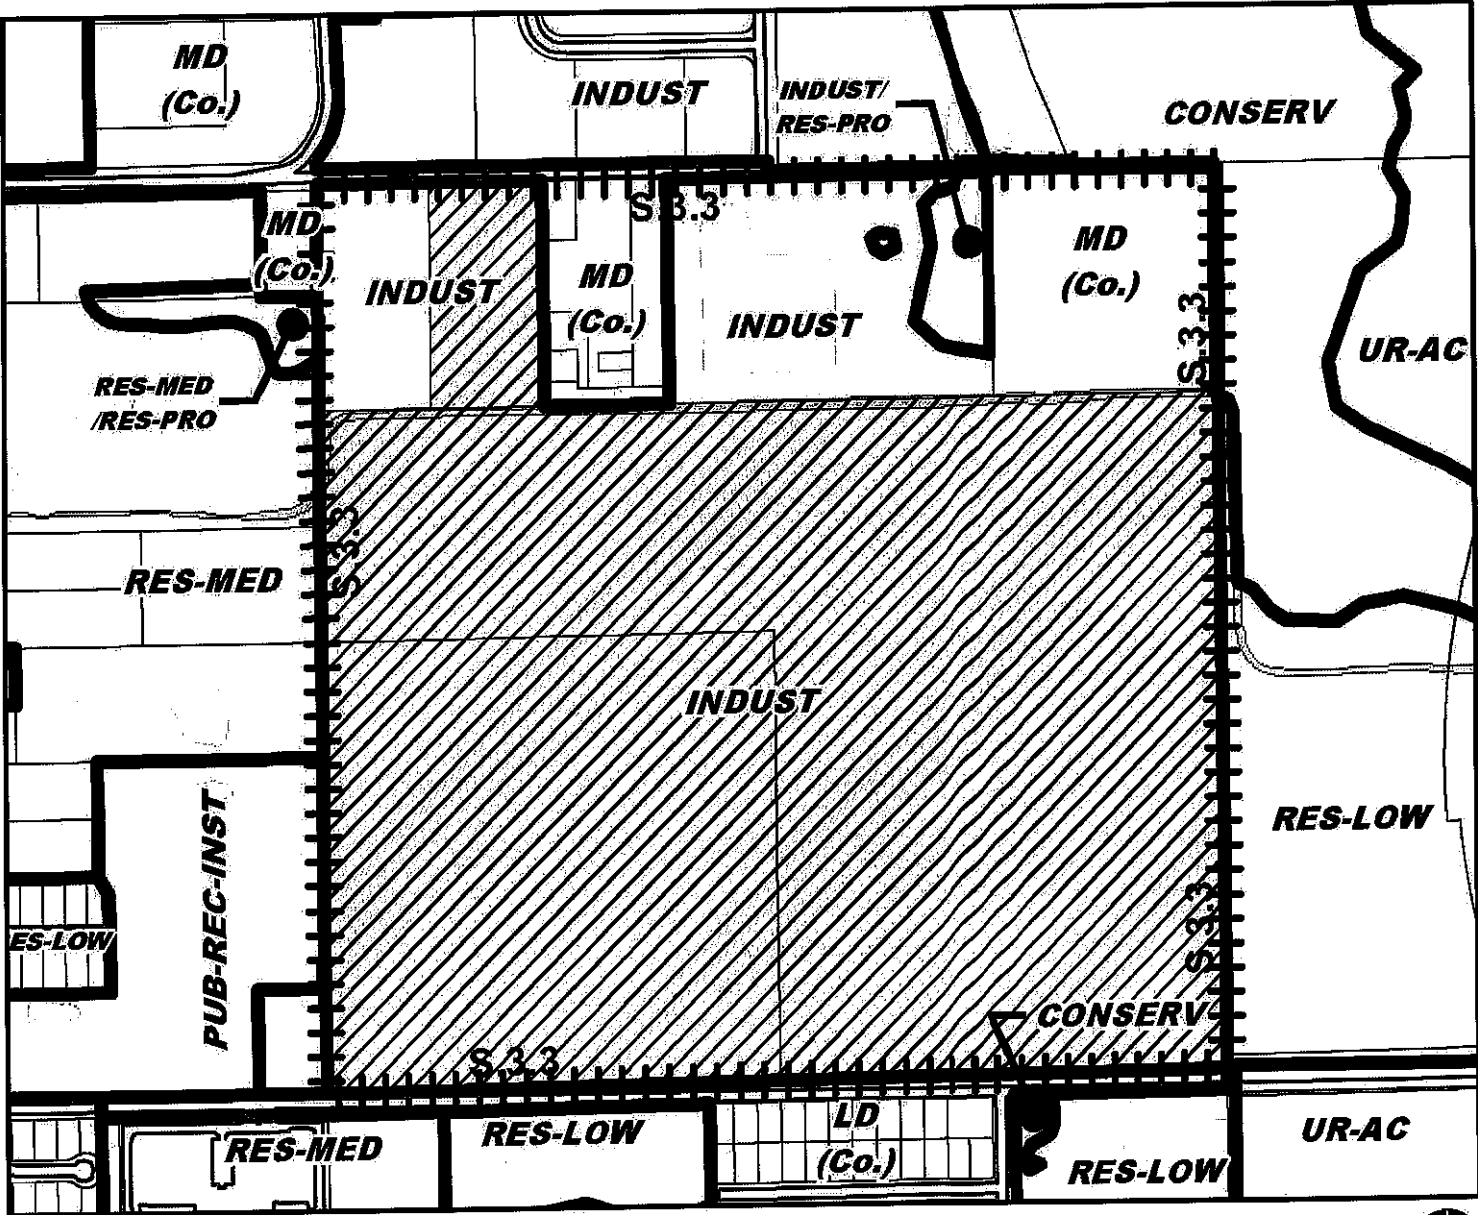 MD
(Co.)
INDUST
INDUST/
RES-PRO
CONSERV
MD
(Co.)
S.3.3
INDUST
MD
(Co.)
INDUST
MD
(Co.)
S.3.3
UR-AC
RES-MED
/RES-PRO
S.3.3
RES-MED
INDUST
RES-LOW
PUB-REC-INST
ES-LOW
S.3.3
CONSERV
S.3.3
RES-MED
RES-LOW
LD
(Co.)
RES-LOW
UR-AC